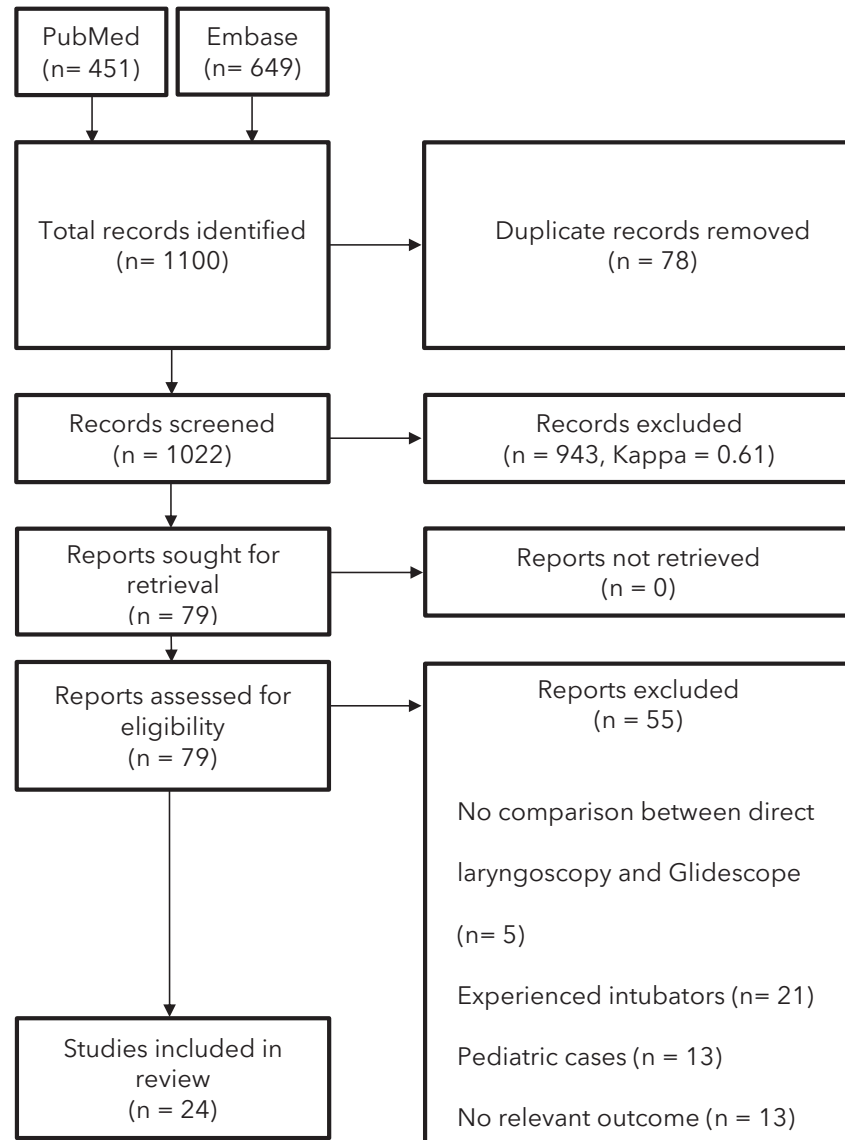 PubMed
(n= 451)
Embase
(n= 649)
Total records identified
(n= 1100)
Duplicate records removed
(n = 78)
Records screened
(n = 1022)
Records excluded
(n = 943, Kappa = 0.61)
Reports sought for
retrieval
(n = 79)
Reports not retrieved
(n = 0)
Reports assessed for
eligibility
(n = 79)
Reports excluded
(n = 55)
No comparison between direct
laryngoscopy and Glidescope
(n= 5)
Experienced intubators (n= 21)
Pediatric cases (n = 13)
No relevant outcome (n = 13)
Studies included in
review
(n = 24)